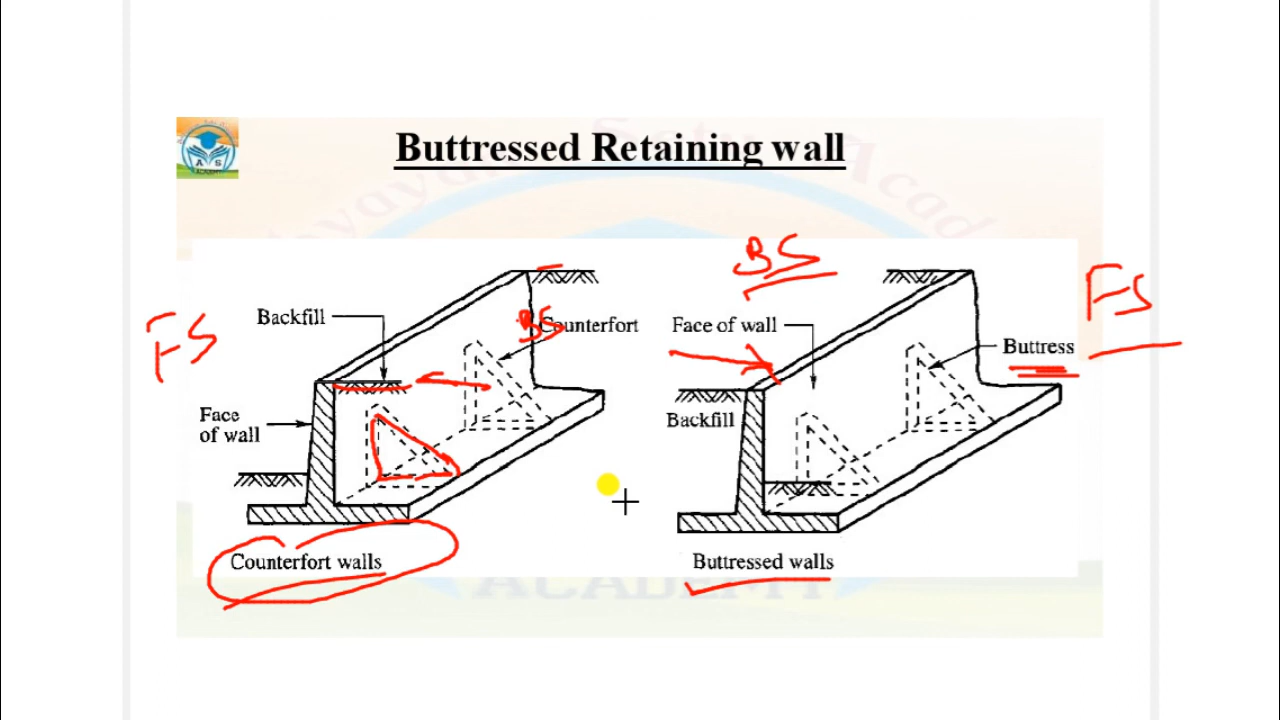 Buttressed Retaining wall
BS
FS
FS
Backfill
BS
Counterfort
Face of wall
Buttress
Face
of wall
Backfill
Counterfort walls
Buttressed walls
ACADEMY